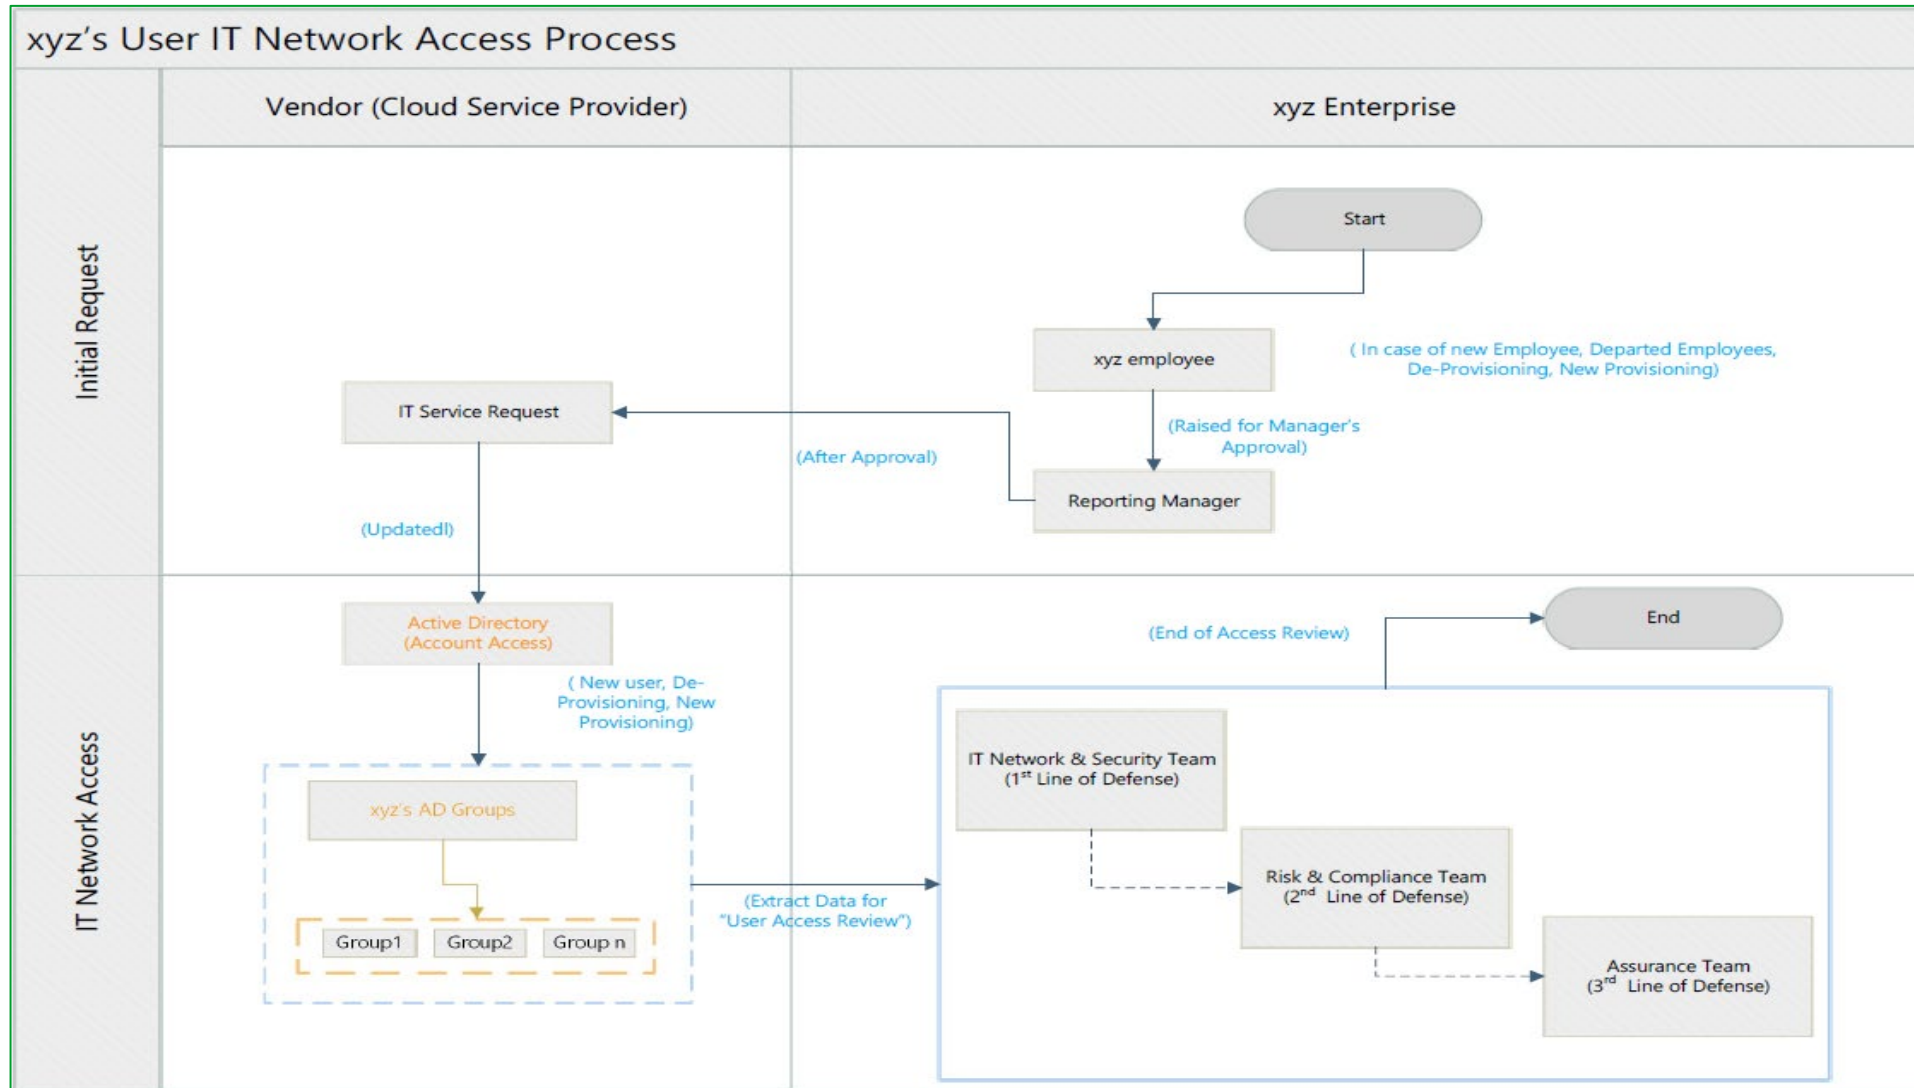 xyz's User IT Network Access Process
Vendor (Cloud Service Provider)
xyz Enterprise
Initial Request
Start
xyz employee
( In case of new Employee, Departed Employees,
De-Provisioning, New Provisioning)
IT Service Request
(Raised for Manager's
Approval)
(After Approval)
Reporting Manager
(Updatedl)
IT Network Access
Active Directory
(Account Access)
( New user, De-
Provisioning, New
Provisioning)
xyz's AD Groups
Group1
Group2
Group n
(Extract Data for
"User Access Review")
(End of Access Review)
End
IT Network & Security Team
(1st Line of Defense)
Risk & Compliance Team
(2nd Line of Defense)
Assurance Team
(3rd Line of Defense)